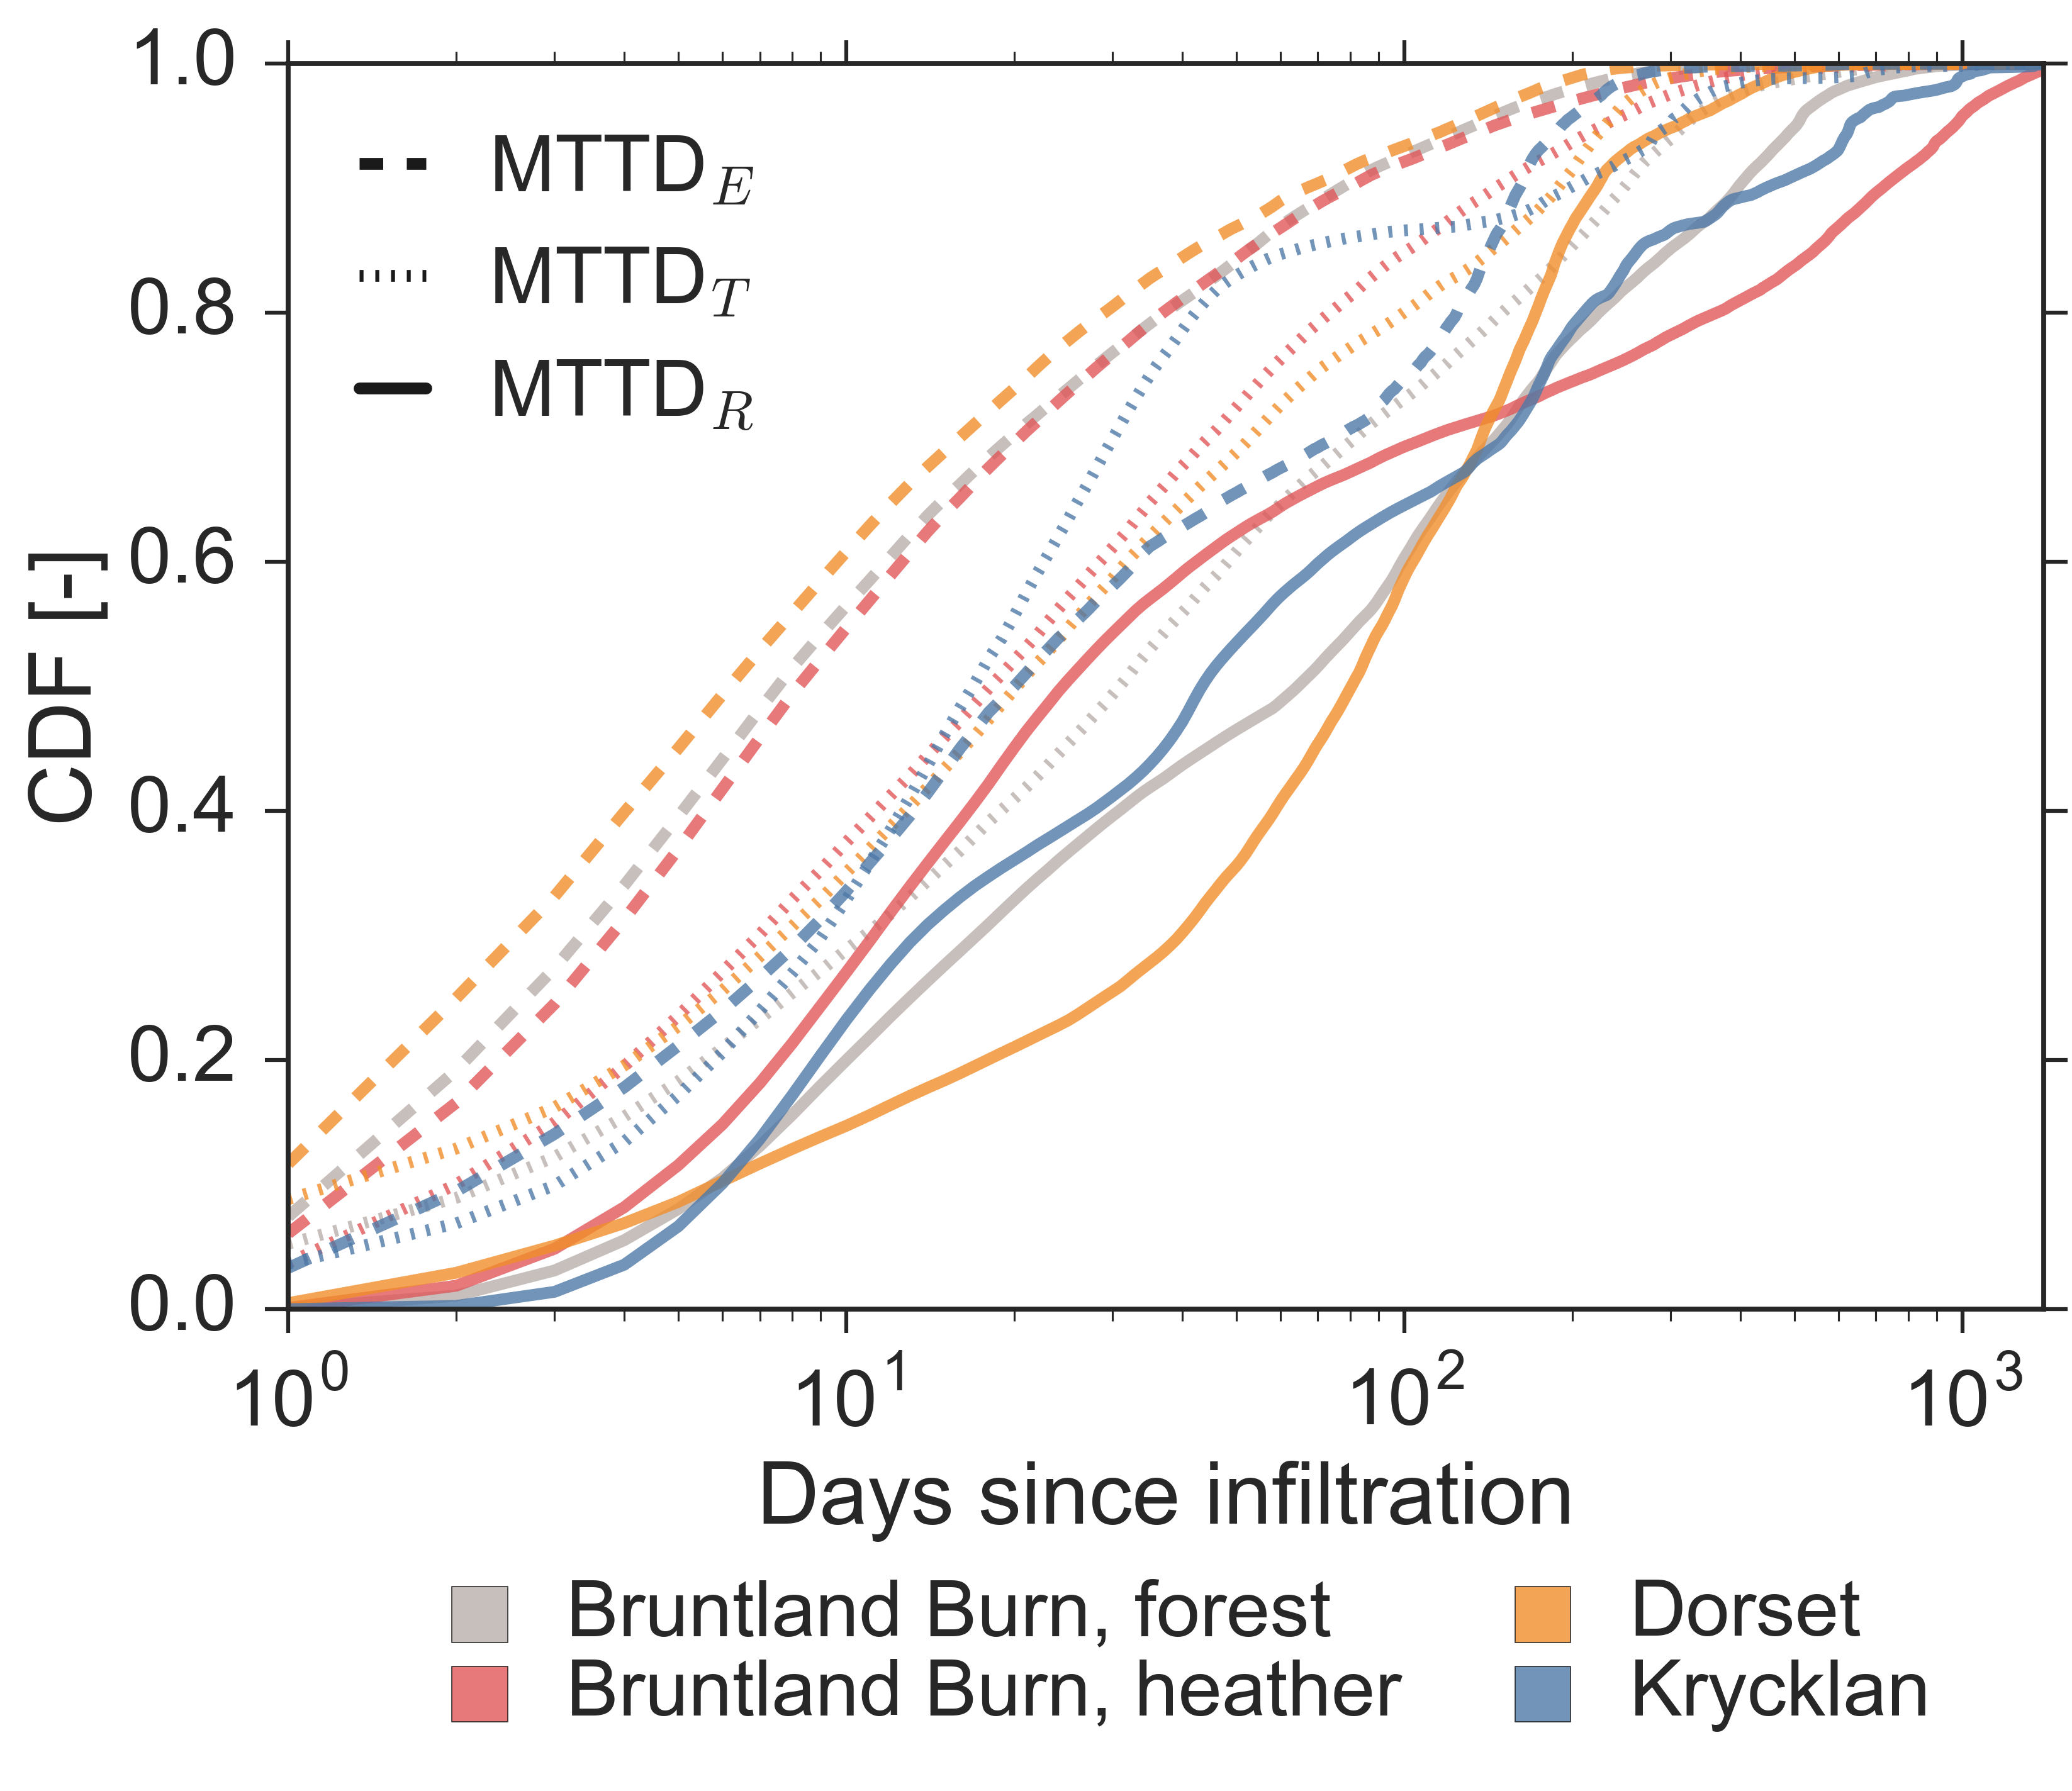 1.0
0.8
0.6
0.4
0.2
0.0
CDF [-]
MTTD_E
MTTD_T
MTTD_R
10^0 10^1 10^2 10^3
Days since infiltration
Bruntland Burn, forest
Bruntland Burn, heather
Dorset
Krycklan